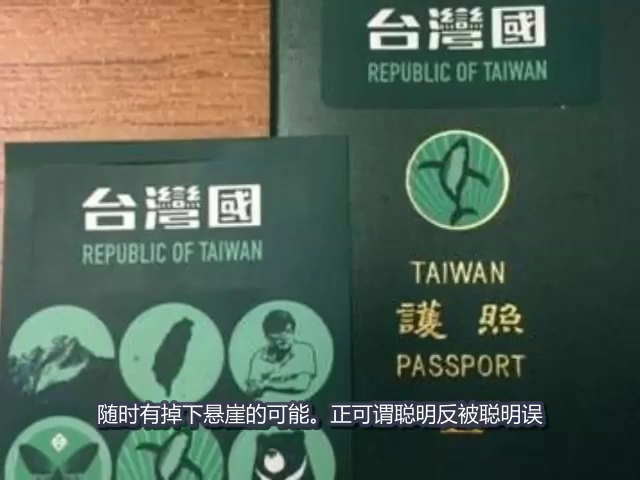 台灣國
REPUBLIC OF TAIWAN
台灣國
REPUBLIC OF TAIWAN
TAIWAN
護照
PASSPORT
随时有掉下悬崖的可能。正可谓聪明反被聪明误